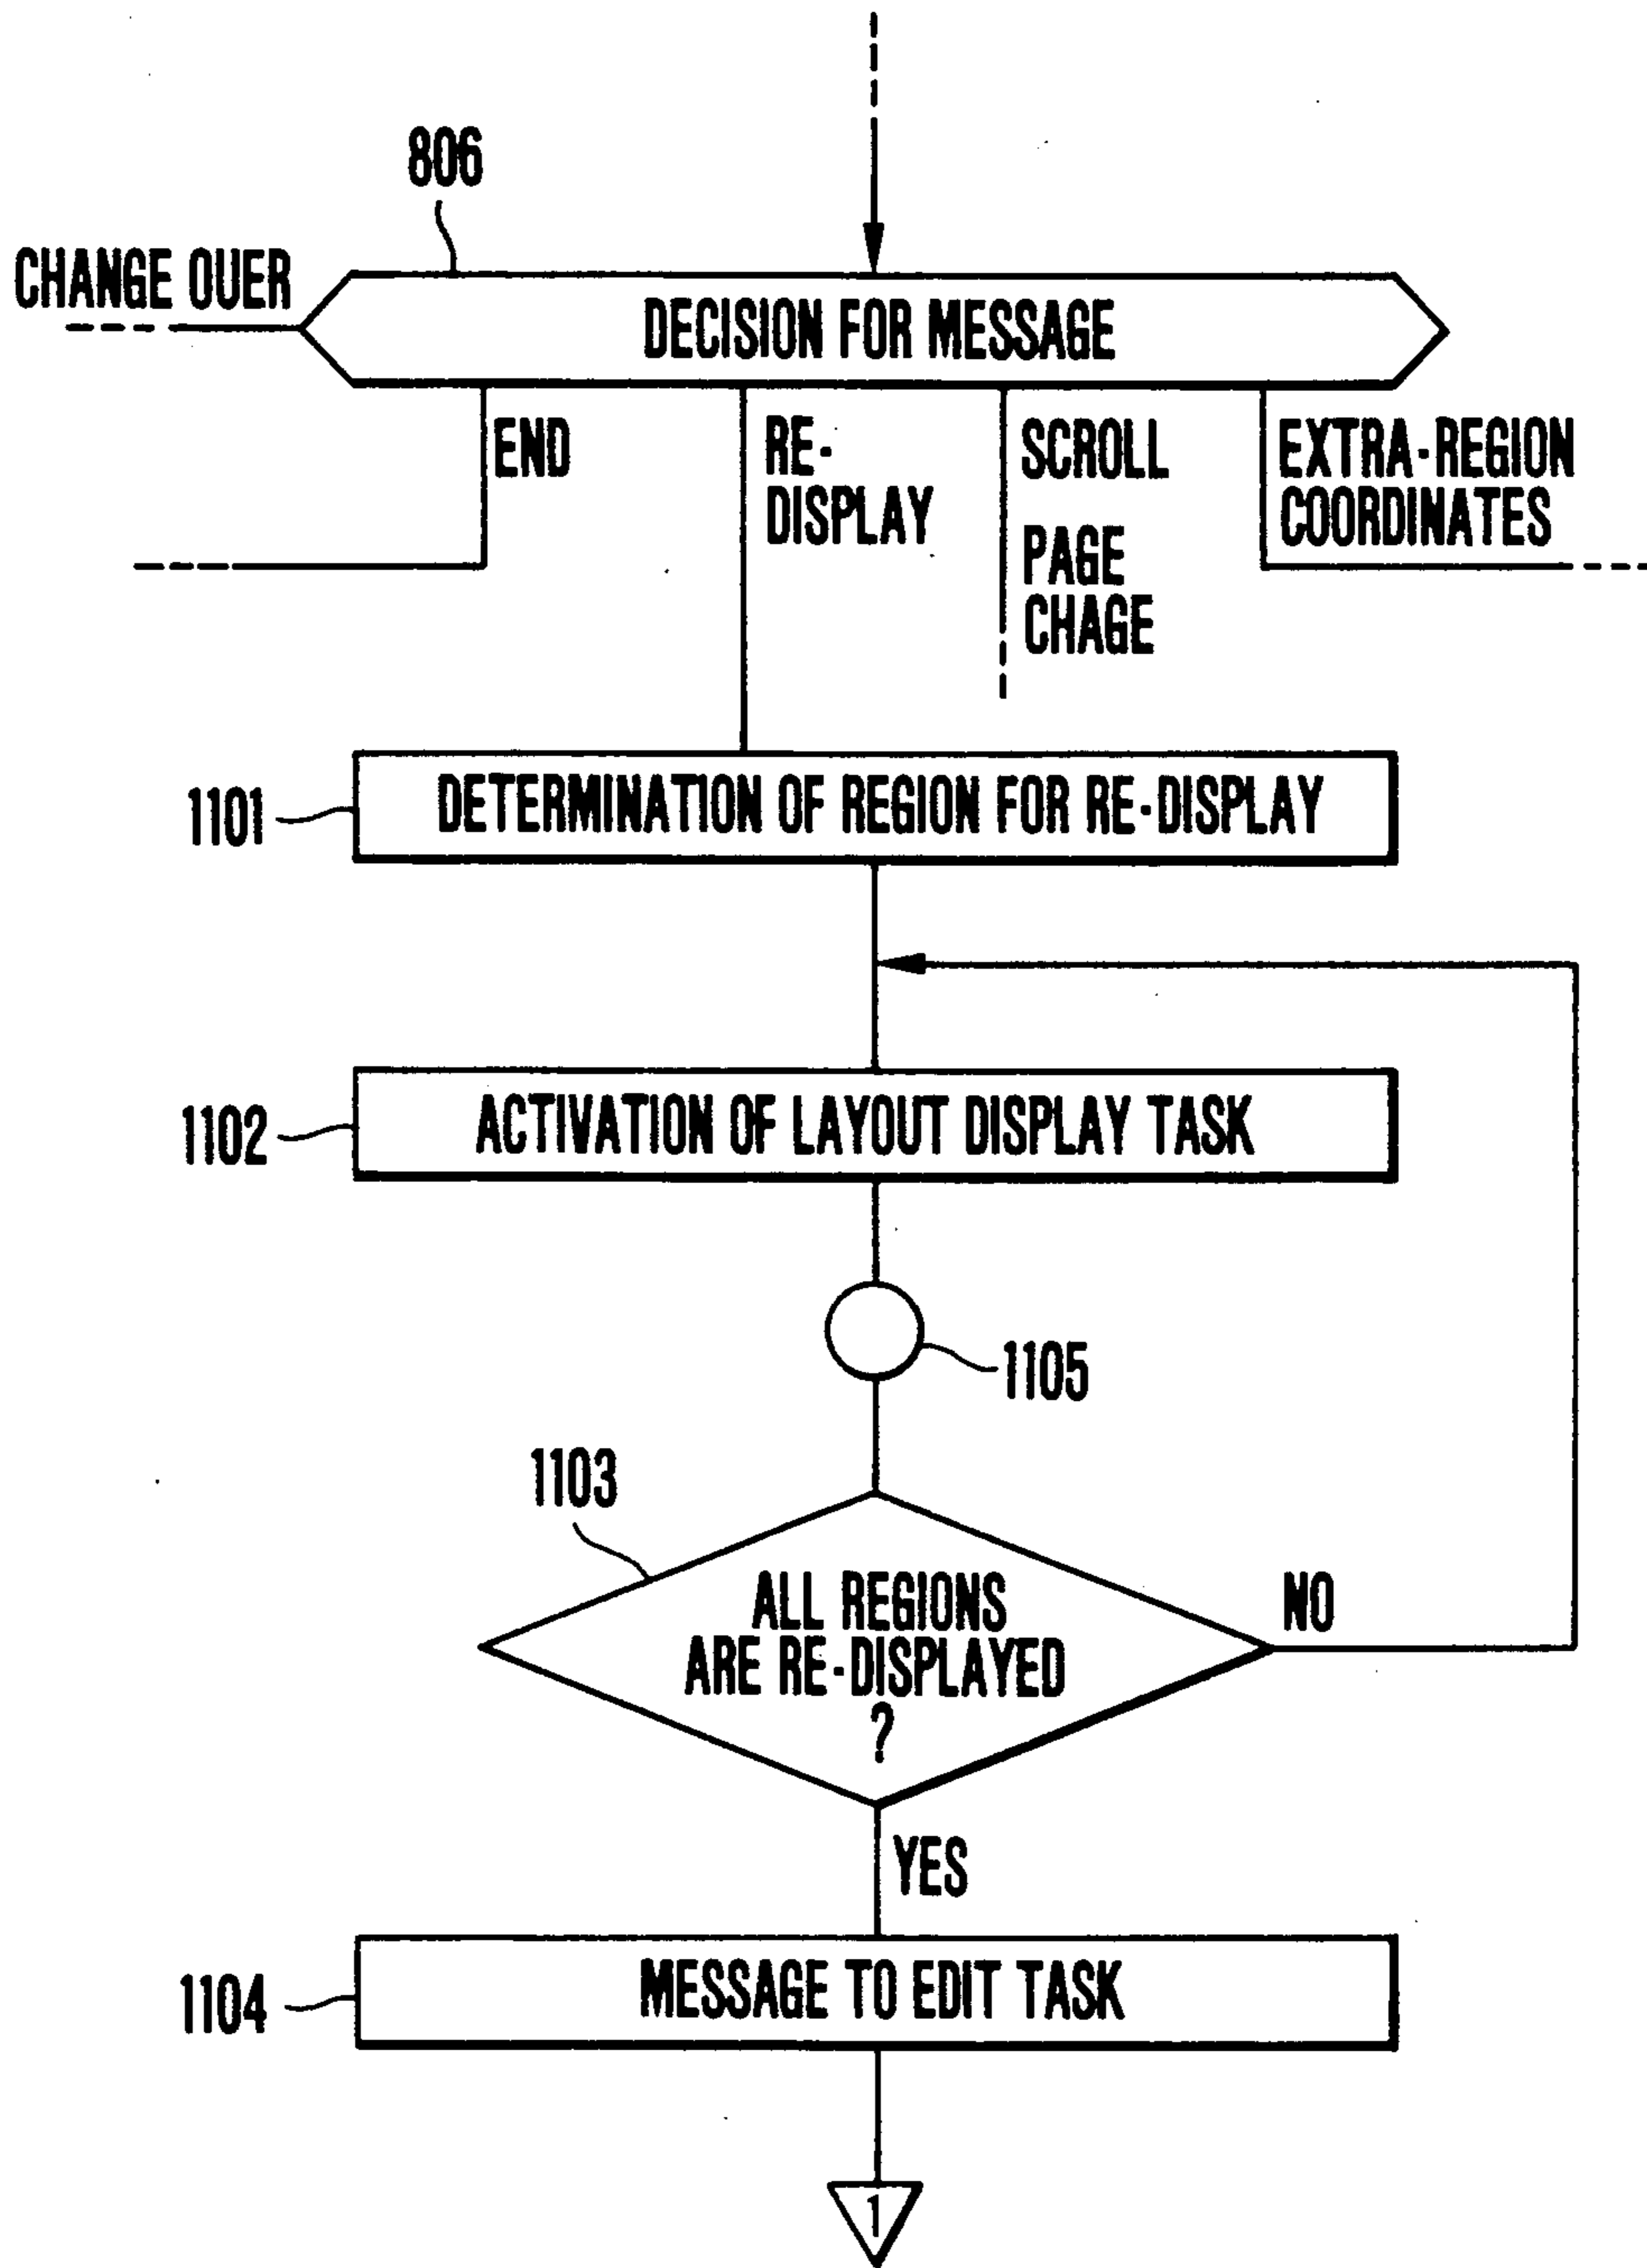 806
CHANGE OUER
DECISION FOR MESSAGE
END
RE-
DISPLAY
SCROLL
PAGE
CHAGE
EXTRA-REGION
COORDINATES
1101
DETERMINATION OF REGION FOR RE-DISPLAY
1102
ACTIVATION OF LAYOUT DISPLAY TASK
1105
1103
ALL REGIONS
ARE RE-DISPLAYED
?
NO
YES
1104
MESSAGE TO EDIT TASK
1